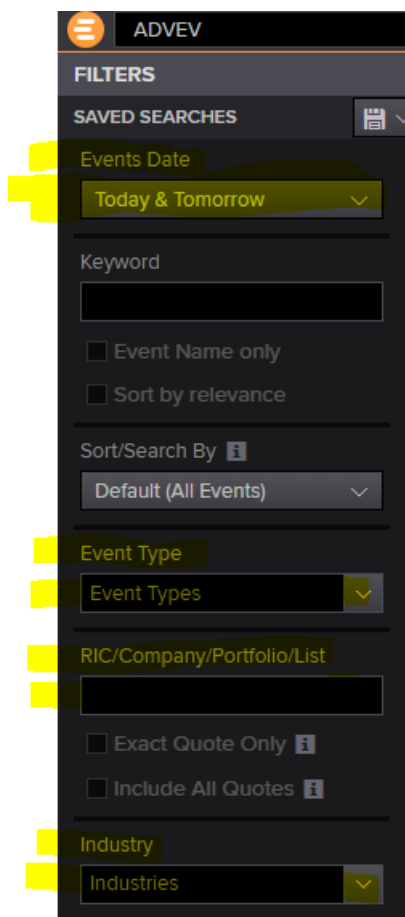 ADVEV
FILTERS
SAVED SEARCHES
Events Date
Today & Tomorrow
Keyword
Event Name only
Sort by relevance
Sort/Search By i
Default (All Events)
Event Type
Event Types
RIC/Company/Portfolio/List
Exact Quote Only i
Include All Quotes i
Industry
Industries